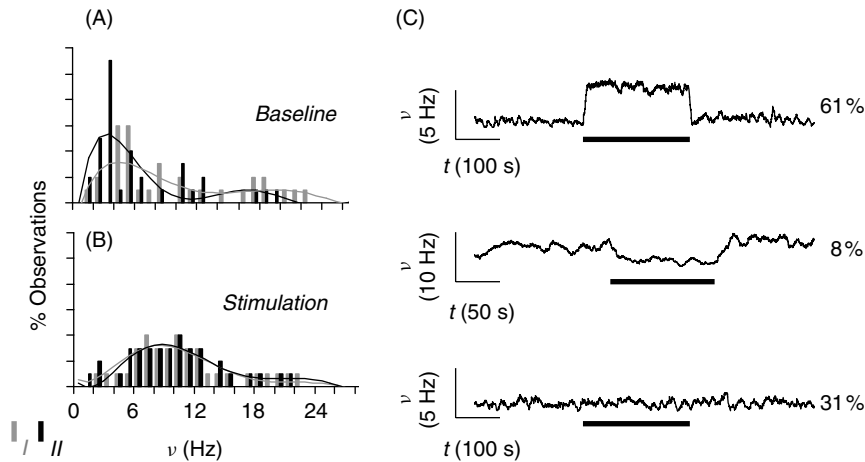 (A)
Baseline
(B)
Stimulation
% Observations
0 6 12 18 24
ν (Hz)
I II
(C)
ν
(5 Hz)
t (100 s)
61%
ν
(10 Hz)
t (50 s)
8%
ν
(5 Hz)
t (100 s)
31%